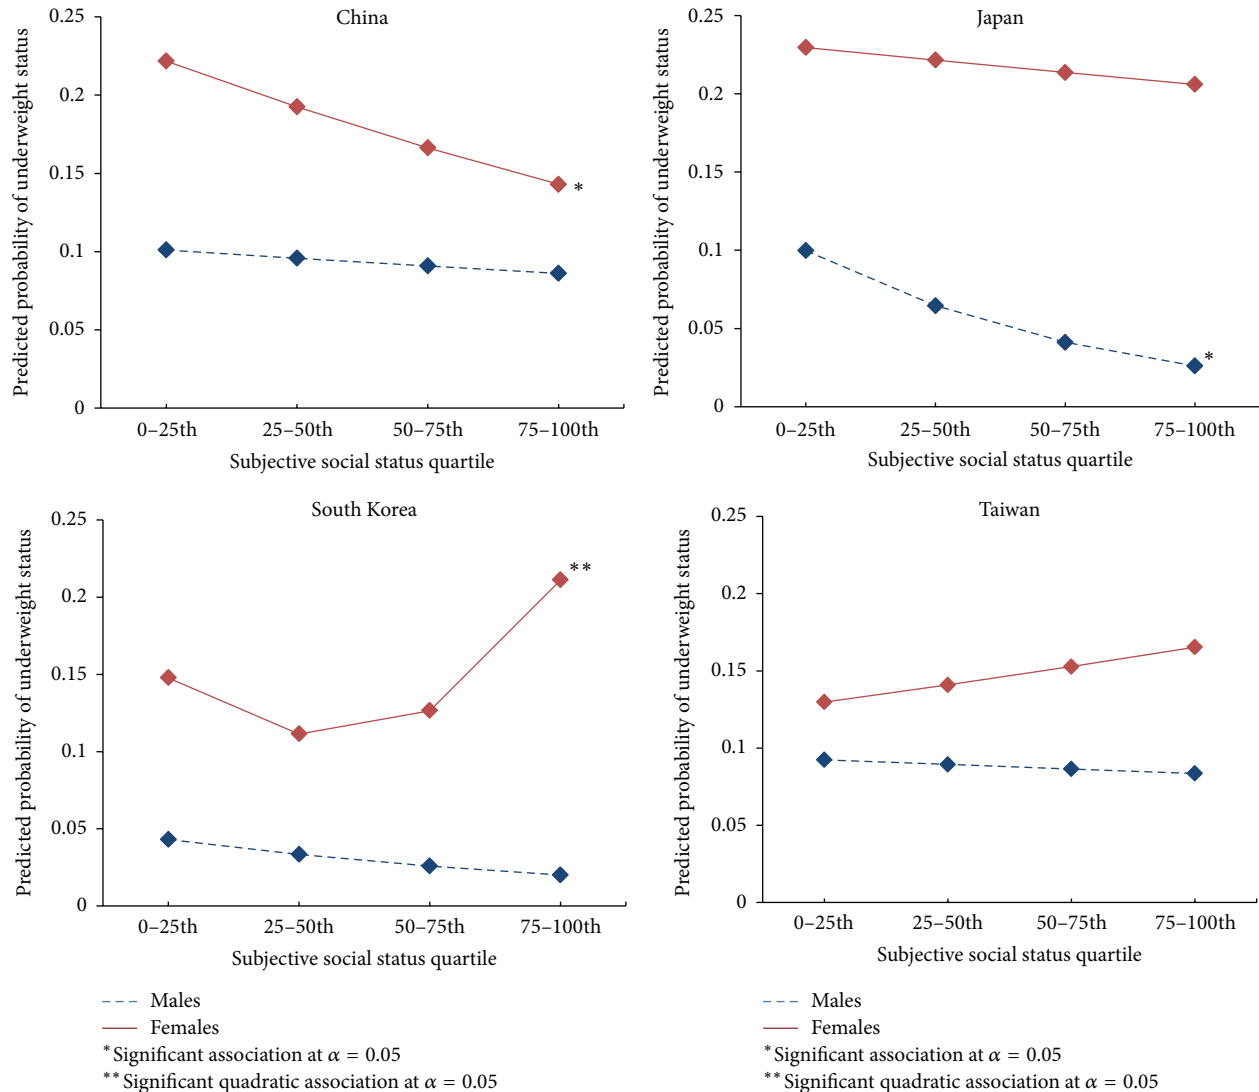 China
Predicted probability of underweight status
0.25
0.2
0.15
0.1
0.05
0
*
0–25th 25–50th 50–75th 75–100th
Subjective social status quartile
Japan
Predicted probability of underweight status
0.25
0.2
0.15
0.1
0.05
0
*
0–25th 25–50th 50–75th 75–100th
Subjective social status quartile
South Korea
Predicted probability of underweight status
0.25
0.2
0.15
0.1
0.05
0
**
0–25th 25–50th 50–75th 75–100th
Subjective social status quartile
Males
Females
*Significant association at α = 0.05
**Significant quadratic association at α = 0.05
Taiwan
Predicted probability of underweight status
0.25
0.2
0.15
0.1
0.05
0
0–25th 25–50th 50–75th 75–100th
Subjective social status quartile
Males
Females
*Significant association at α = 0.05
**Significant quadratic association at α = 0.05